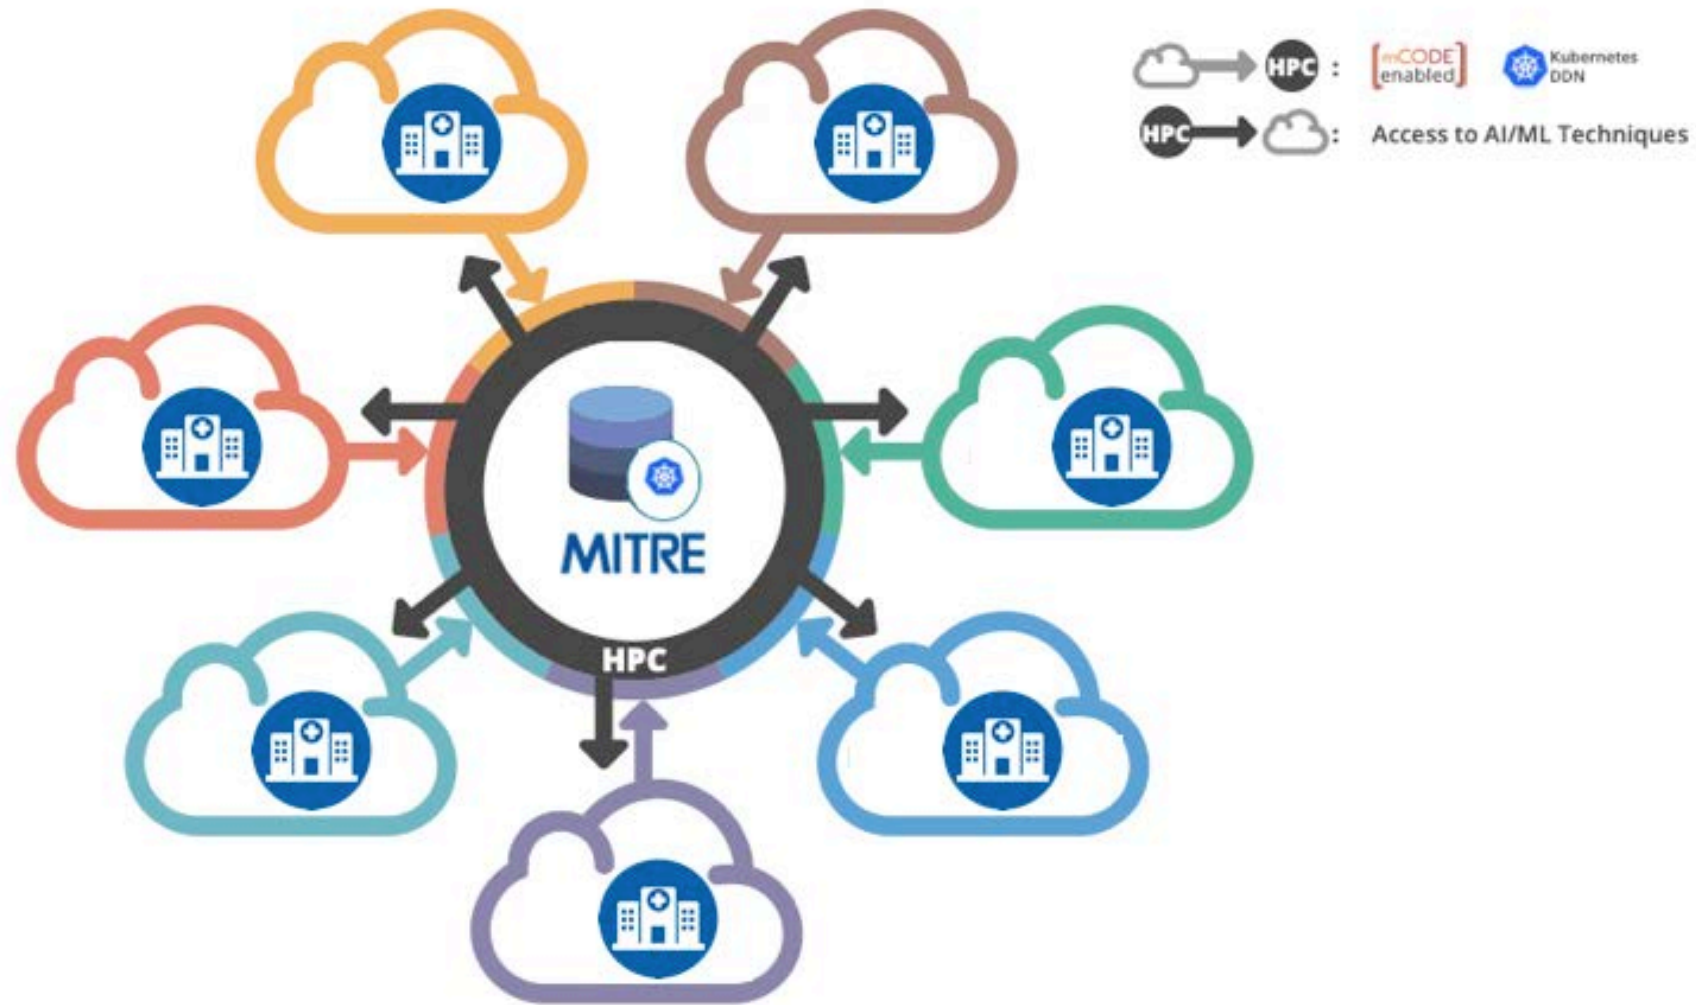 HPC : [mCODE enabled] Kubernetes DDN
HPC : Access to AI/ML Techniques
MITRE
HPC